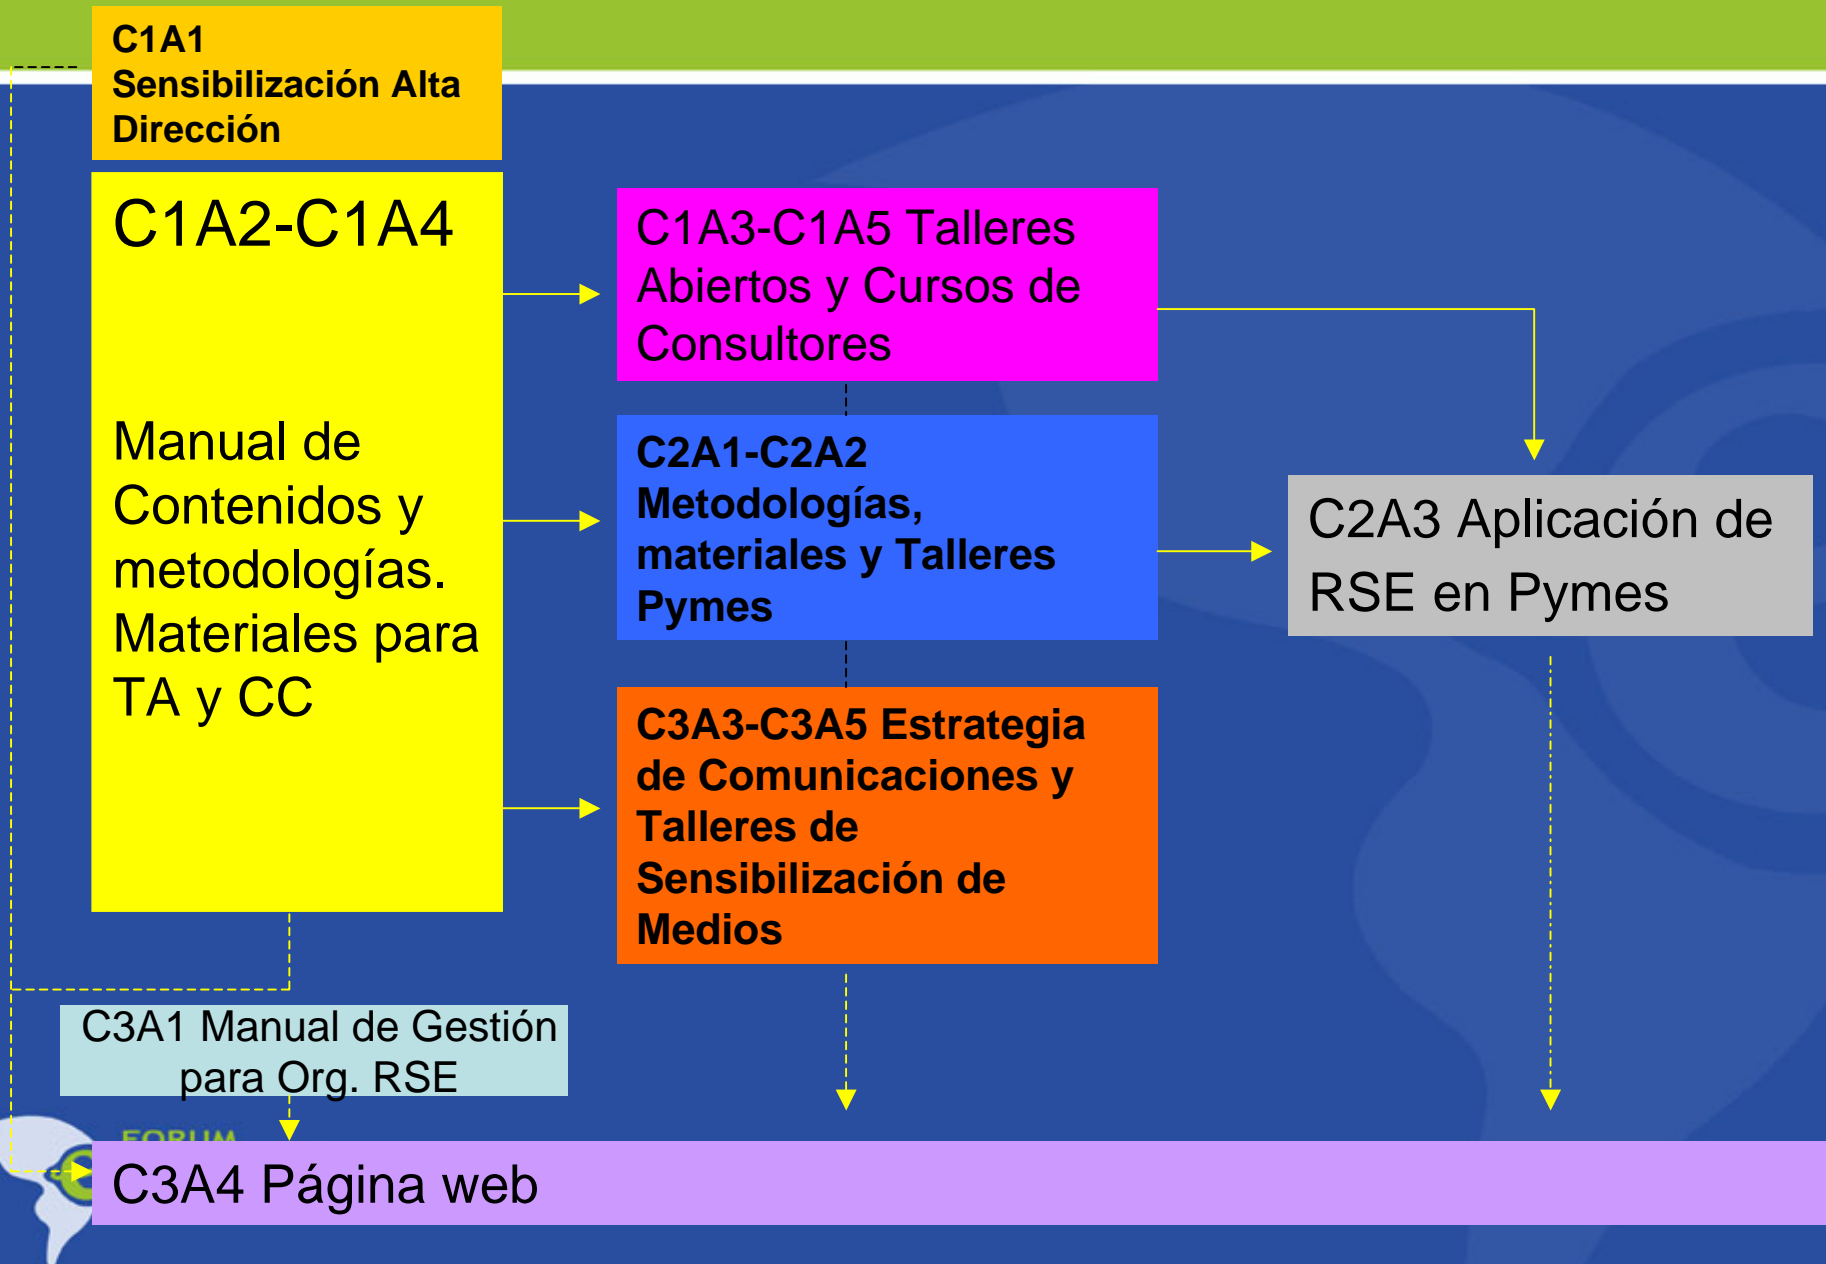 C1A1
Sensibilización Alta
Dirección
C1A2-C1A4
Manual de
Contenidos y
metodologías.
Materiales para
TA y CC
C1A3-C1A5 Talleres
Abiertos y Cursos de
Consultores
C2A1-C2A2
Metodologías,
materiales y Talleres
Pymes
C3A3-C3A5 Estrategia
de Comunicaciones y
Talleres de
Sensibilización de
Medios
C2A3 Aplicación de
RSE en Pymes
C3A1 Manual de Gestión
para Org. RSE
FORUM
C3A4 Página web